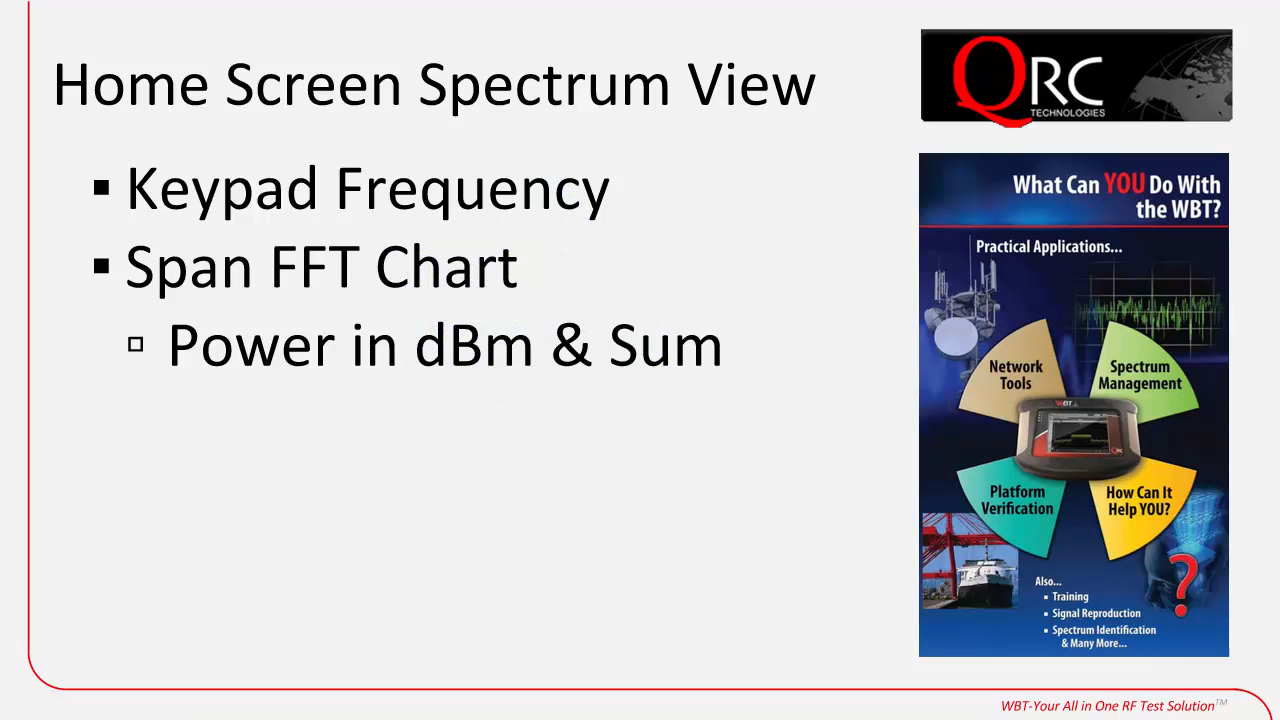 Home Screen Spectrum View
▪ Keypad Frequency
▪ Span FFT Chart
▫ Power in dBm & Sum
QRC
TECHNOLOGIES
What Can YOU Do With
the WBT?
Practical Applications...
Network
Tools
Spectrum
Management
WBT
Platform
Verification
How Can It
Help YOU?
?
Also...
▪ Training
▪ Signal Reproduction
▪ Spectrum Identification
& Many More...
WBT-Your All in One RF Test Solution™